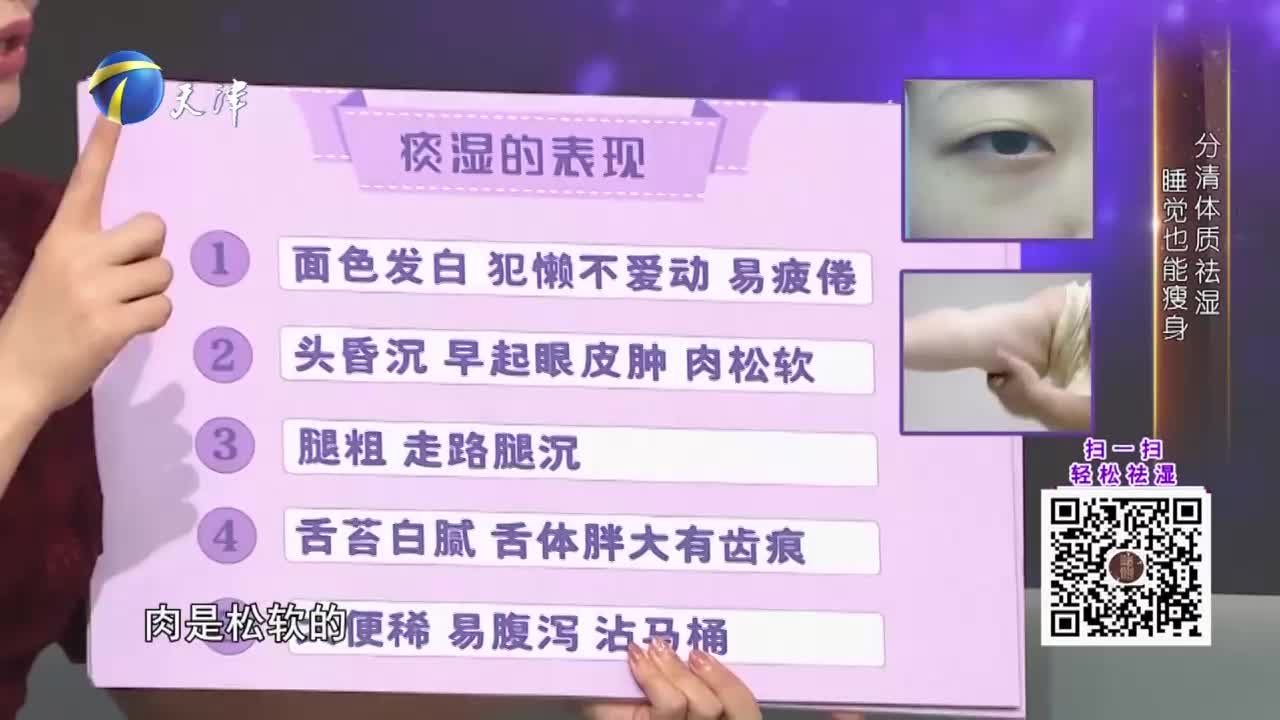 天津
痰湿的表现
1 面色发白 犯懒不爱动 易疲倦
2 头昏沉 早起眼皮肿 肉松软
3 腿粗 走路腿沉
4 舌苔白腻 舌体胖大有齿痕
便稀 易腹泻 沾马桶
肉是松软的
分清体质祛湿
睡觉也能瘦身
扫一扫
轻松祛湿